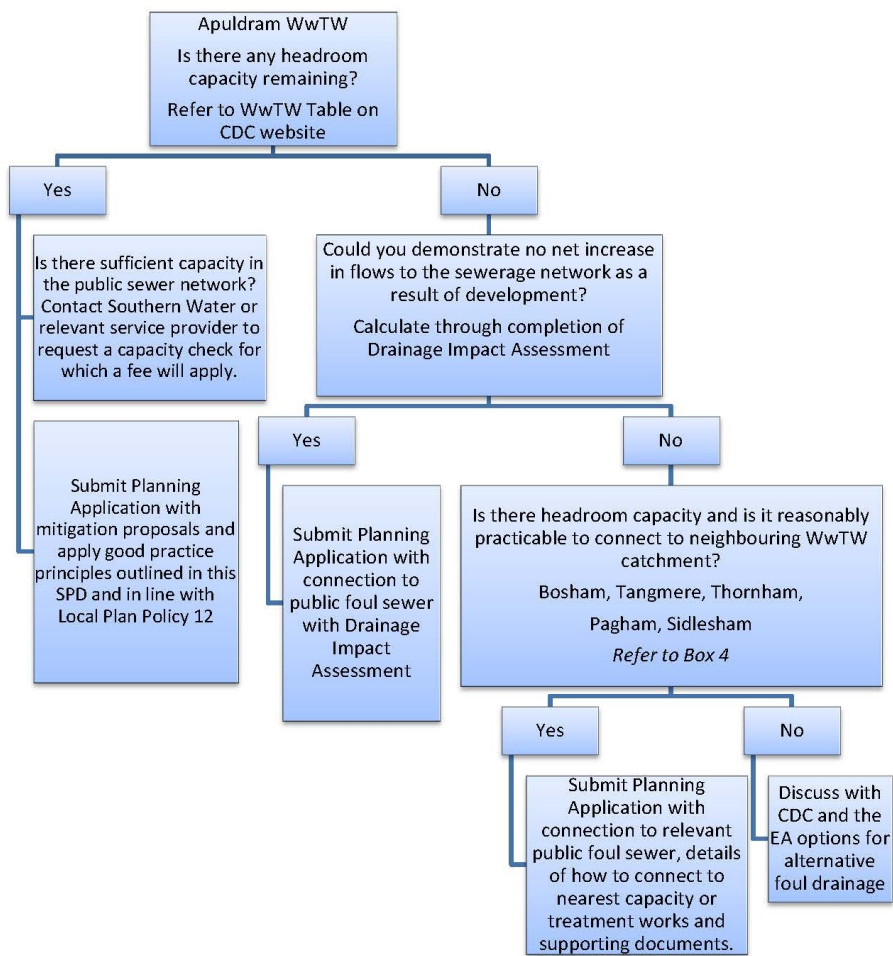 Apuldram WwTW
Is there any headroom
capacity remaining?
Refer to WwTW Table on
CDC website
Yes
No
Is there sufficient capacity in
the public sewer network?
Contact Southern Water or
relevant service provider to
request a capacity check for
which a fee will apply.
Submit Planning
Application with
mitigation proposals and
apply good practice
principles outlined in this
SPD and in line with
Local Plan Policy 12
Could you demonstrate no net increase
in flows to the sewerage network as a
result of development?
Calculate through completion of
Drainage Impact Assessment
Yes
No
Submit Planning
Application with
connection to
public foul sewer
with Drainage
Impact
Assessment
Is there headroom capacity and is it reasonably
practicable to connect to neighbouring WwTW
catchment?
Bosham, Tangmere, Thornham,
Pagham, Sidlesham
Refer to Box 4
Yes
No
Submit Planning
Application with
connection to relevant
public foul sewer, details
of how to connect to
nearest capacity or
treatment works and
supporting documents.
Discuss with
CDC and the
EA options for
alternative
foul drainage